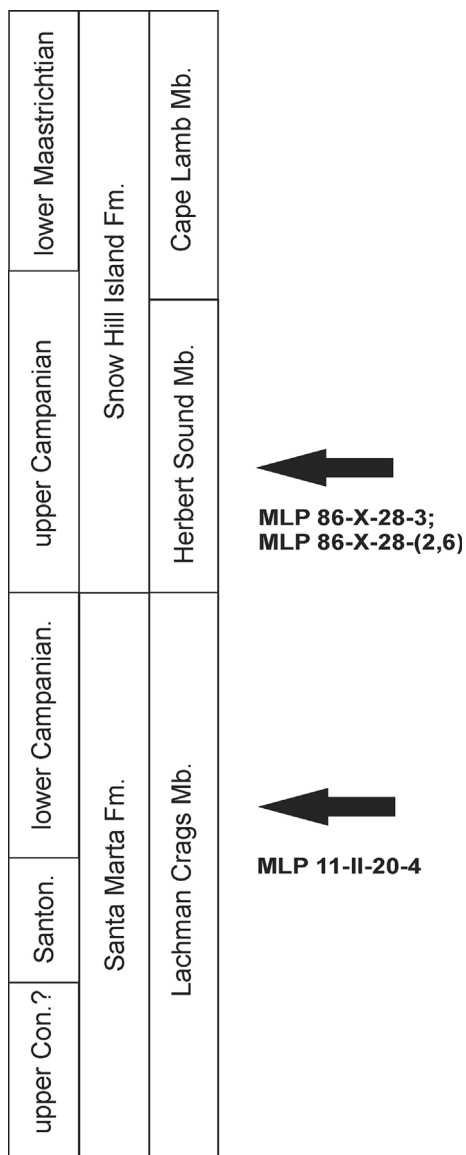 lower Maastrichtian
upper Campanian
lower Campanian.
Santon.
upper Con.?
Snow Hill Island Fm.
Santa Marta Fm.
Cape Lamb Mb.
Herbert Sound Mb.
Lachman Crags Mb.
MLP 86-X-28-3;
MLP 86-X-28-(2,6)
MLP 11-II-20-4